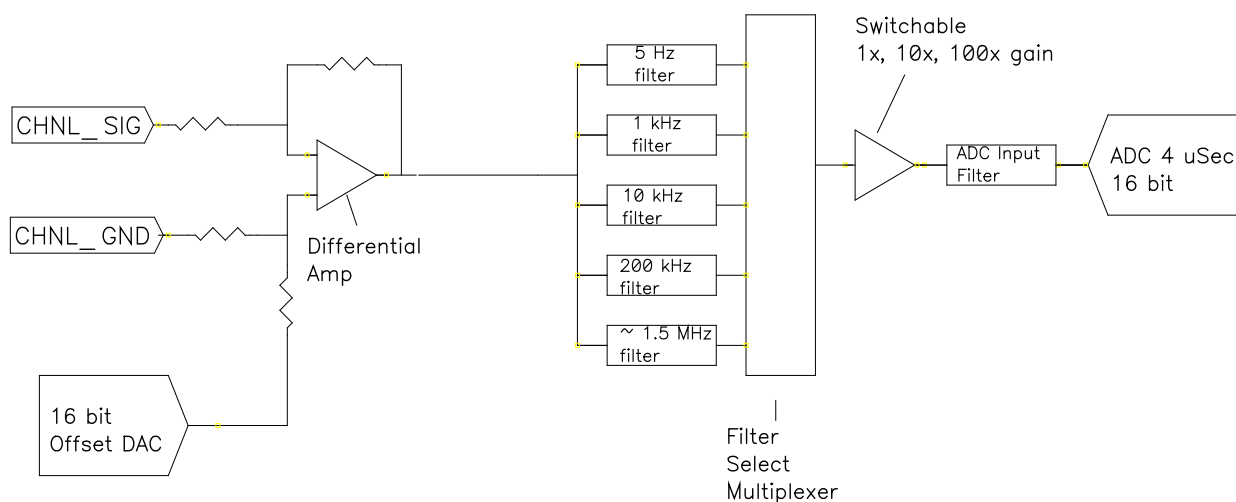 CHNL_SIG
CHNL_GND
16 bit
Offset DAC
Differential
Amp
5 Hz
filter
1 kHz
filter
10 kHz
filter
200 kHz
filter
~ 1.5 MHz
filter
Filter
Select
Multiplexer
Switchable
1x, 10x, 100x gain
ADC Input
Filter
ADC 4 uSec
16 bit